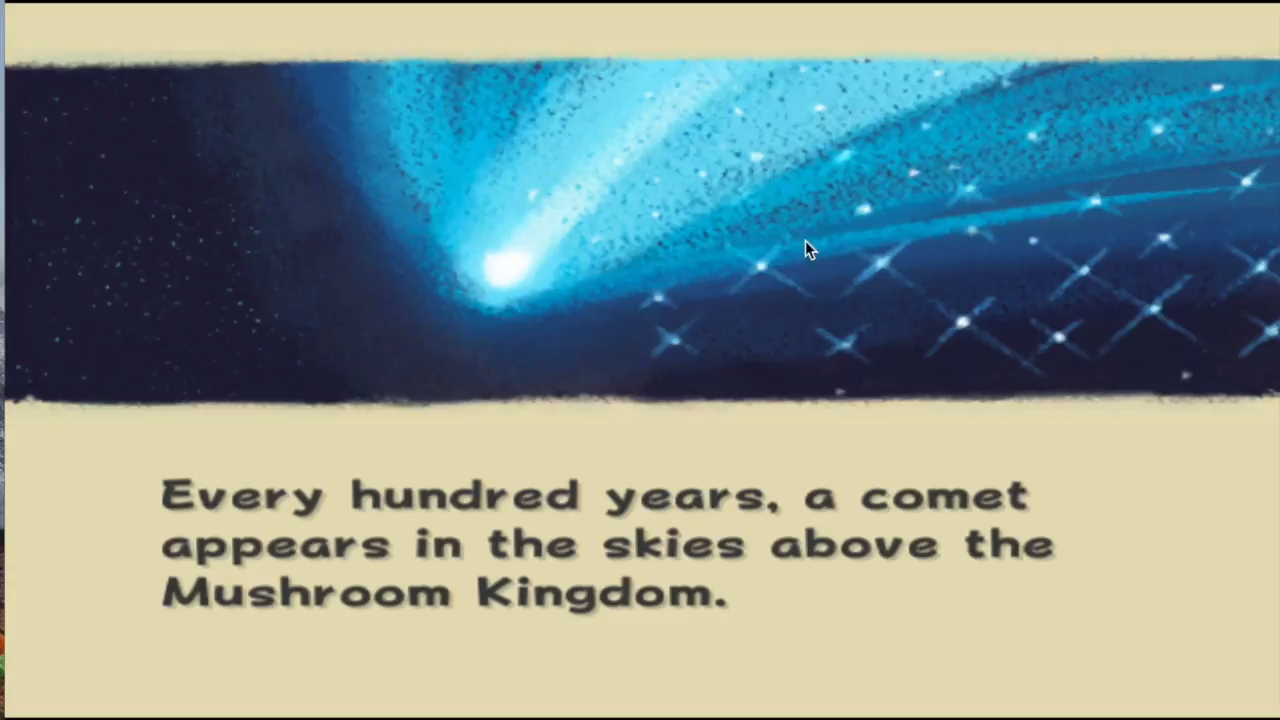 Every hundred years, a comet
appears in the skies above the
Mushroom Kingdom.